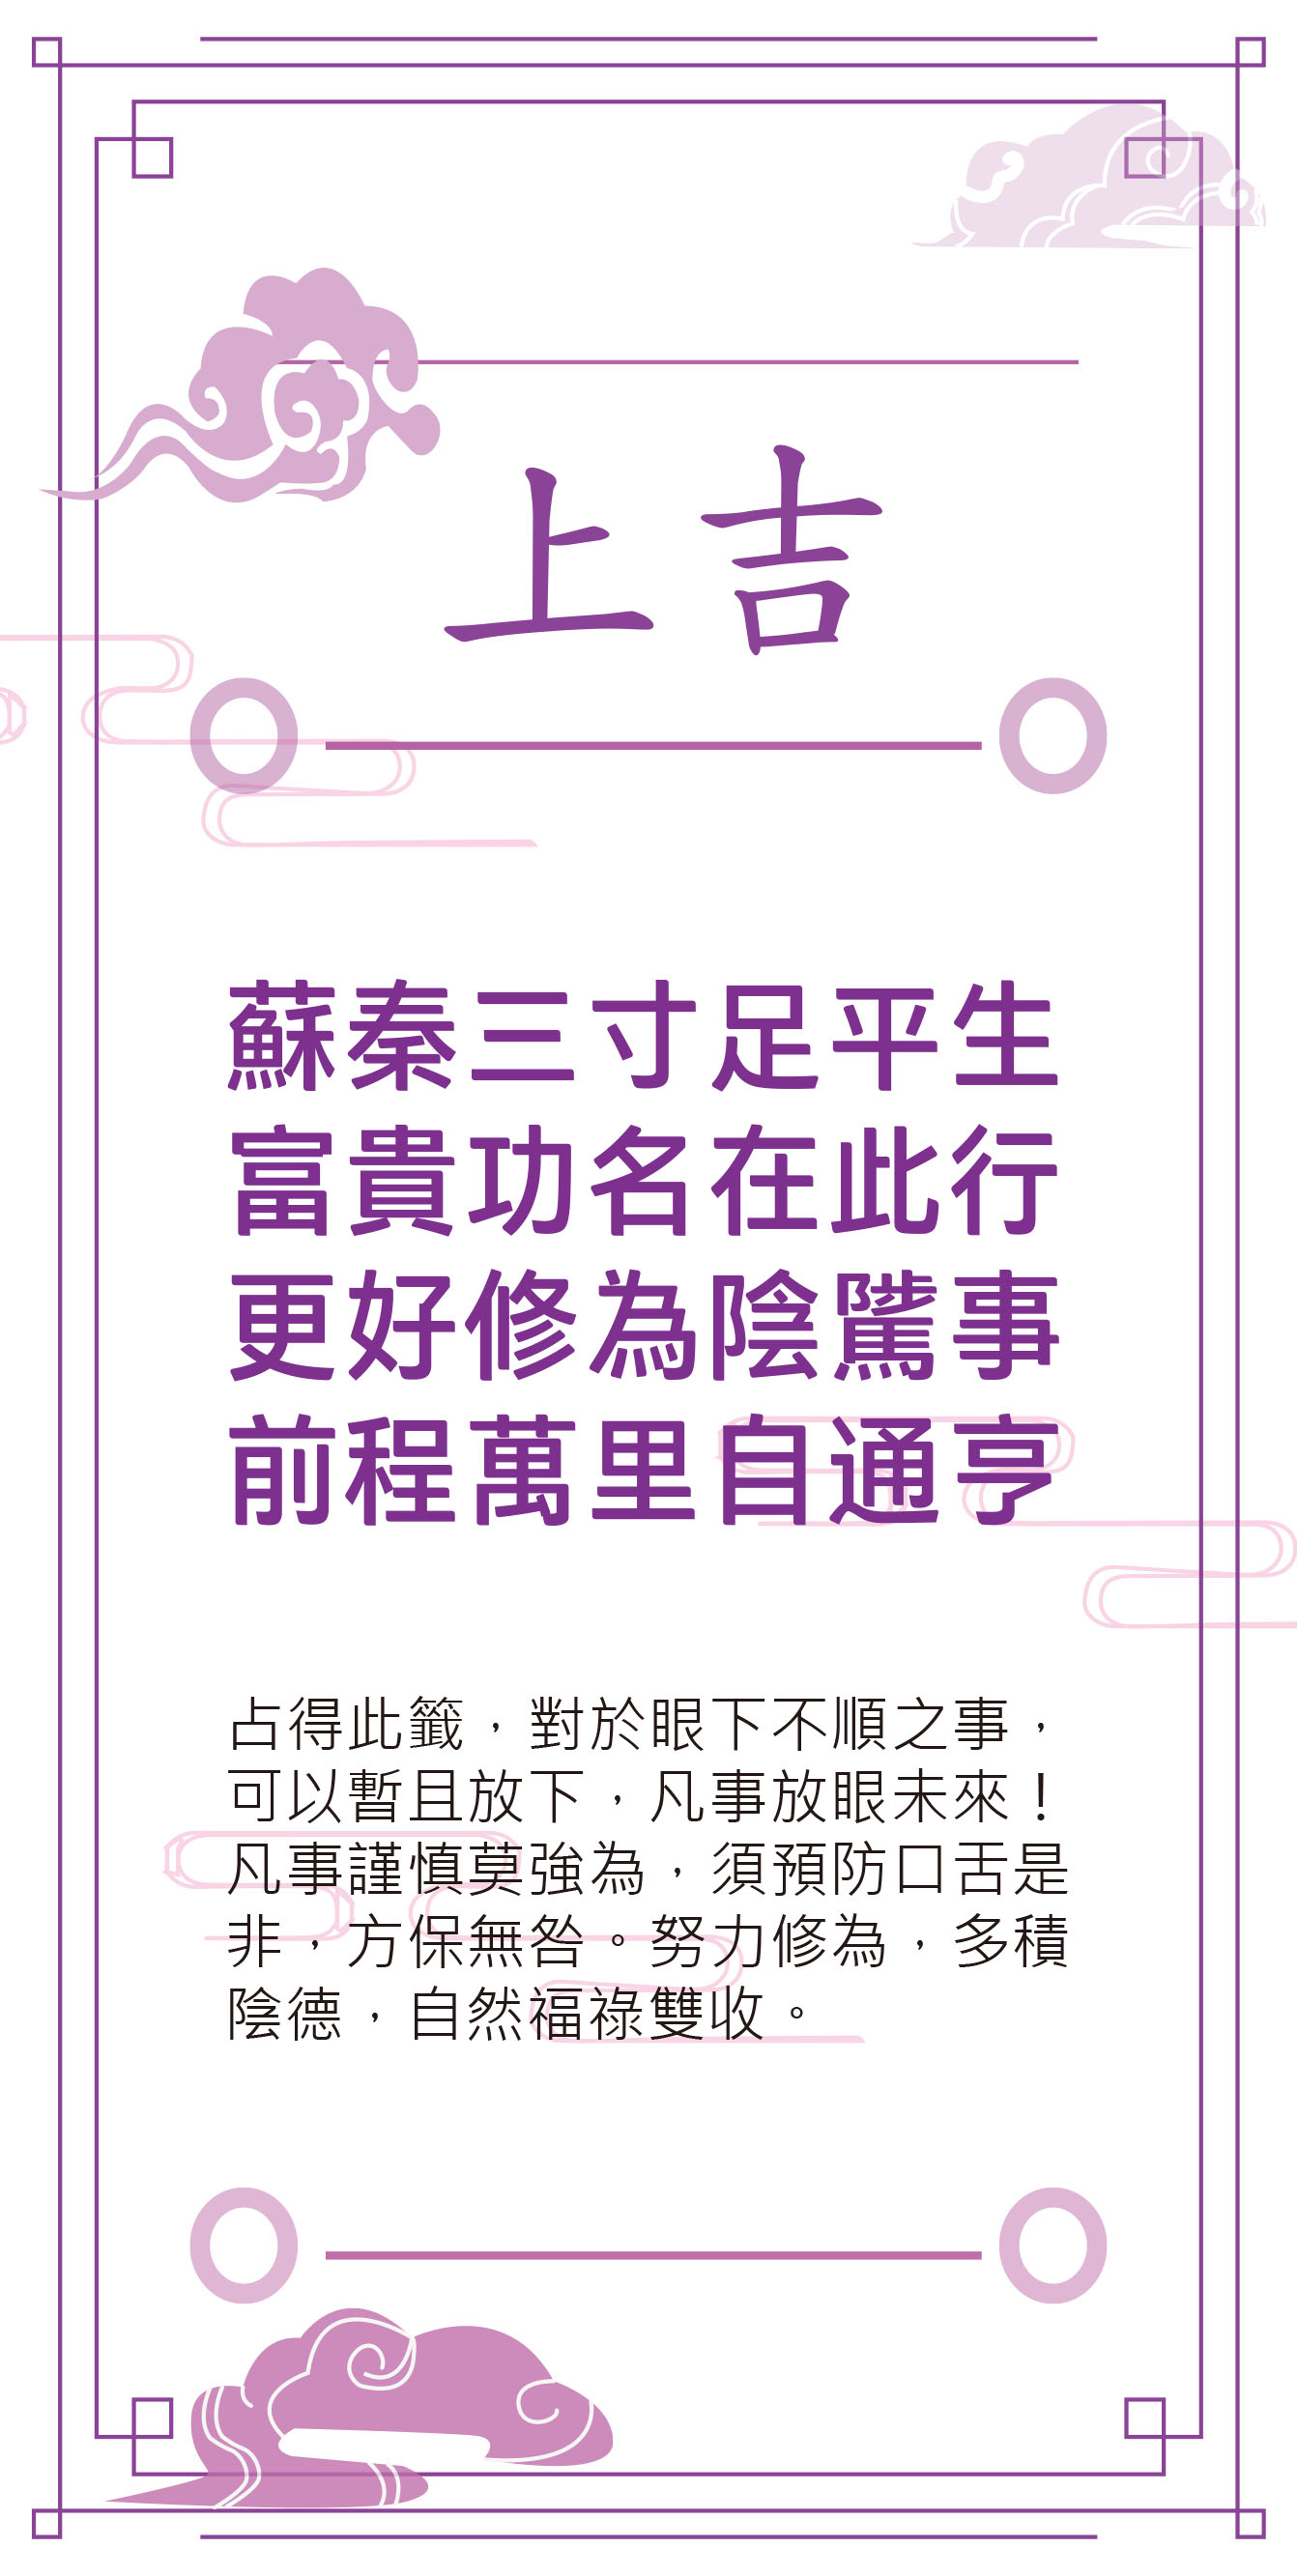 上吉
蘇秦三寸足平生
富貴功名在此行
更好修為陰騭事
前程萬里自通亨
占得此籤，對於眼下不順之事，
可以暫且放下，凡事放眼未來！
凡事謹慎莫強為，須預防口舌是
非，方保無咎。努力修為，多積
陰德，自然福祿雙收。